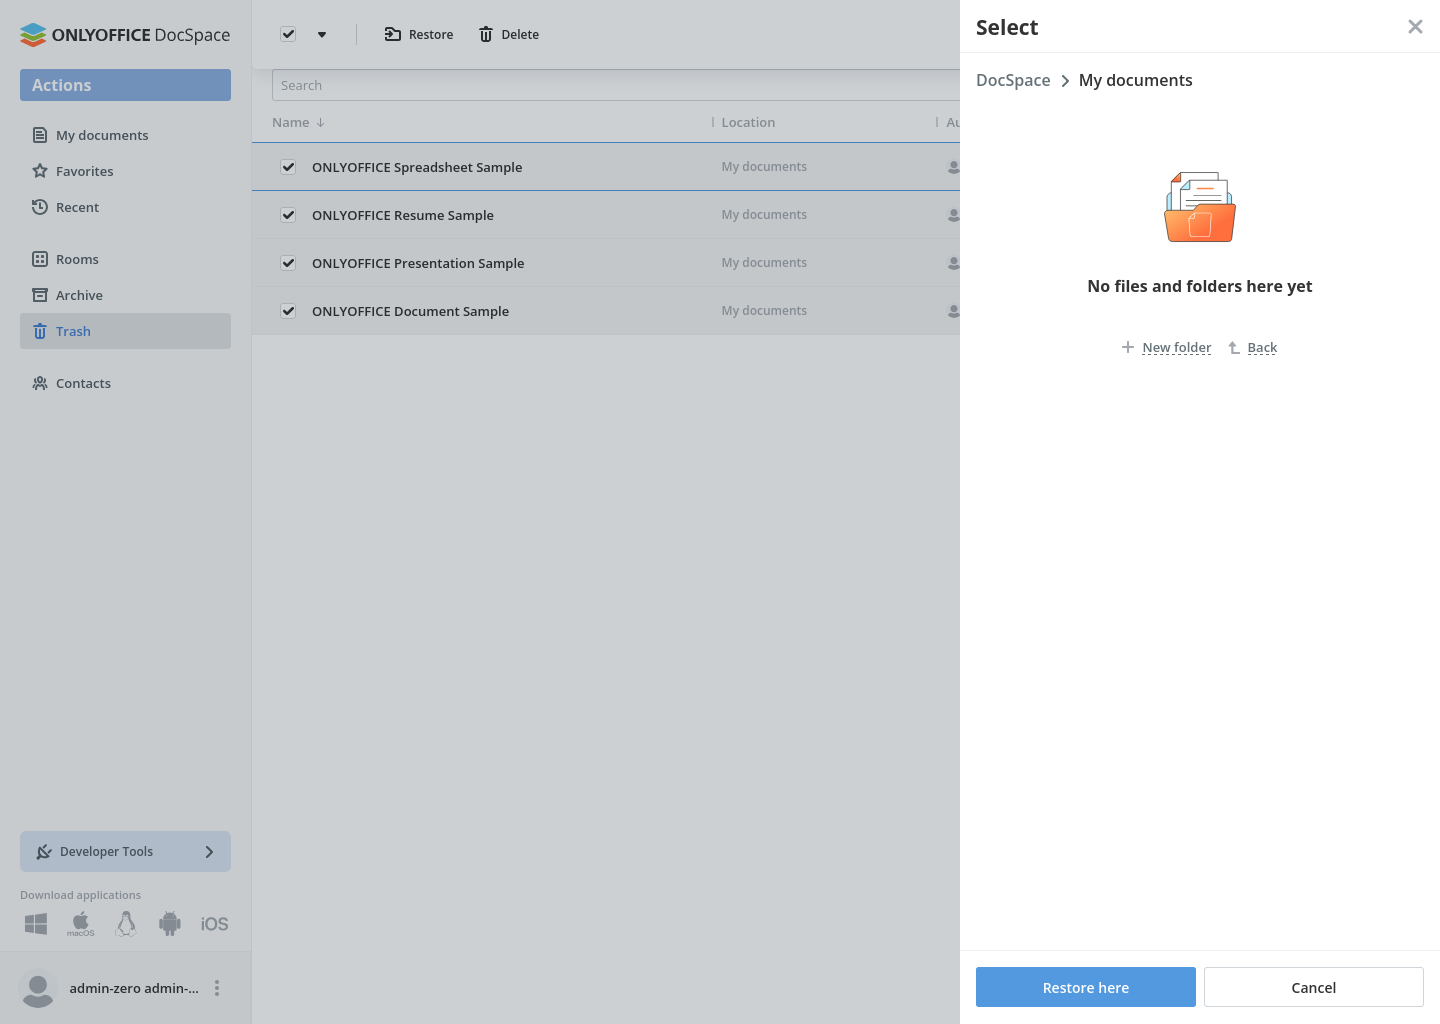 ONLYOFFICE DocSpace
Actions
My documents
Favorites
Recent
Rooms
Archive
Trash
Contacts
Developer Tools
Download applications
macOS
iOS
admin-zero admin-...
Restore
Delete
Search
Name
Location
Au
ONLYOFFICE Spreadsheet Sample
My documents
ONLYOFFICE Resume Sample
My documents
ONLYOFFICE Presentation Sample
My documents
ONLYOFFICE Document Sample
My documents
Select
DocSpace
My documents
No files and folders here yet
New folder
Back
Restore here
Cancel